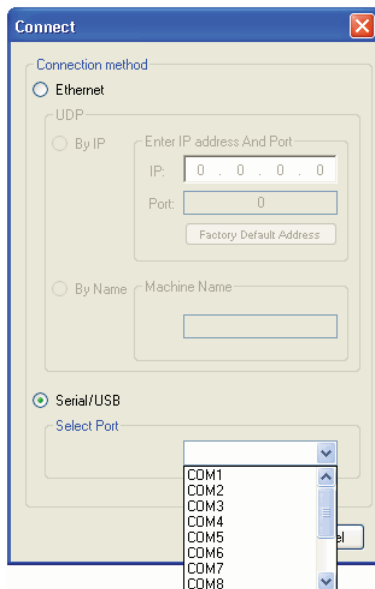 Connect
Connection method
Ethernet
UDP
By IP
Enter IP address And Port
IP: 0 . 0 . 0 . 0
Port: 0
Factory Default Address
By Name
Machine Name
Serial/USB
Select Port
COM1
COM2
COM3
COM4
COM5
COM6
COM7
COM8